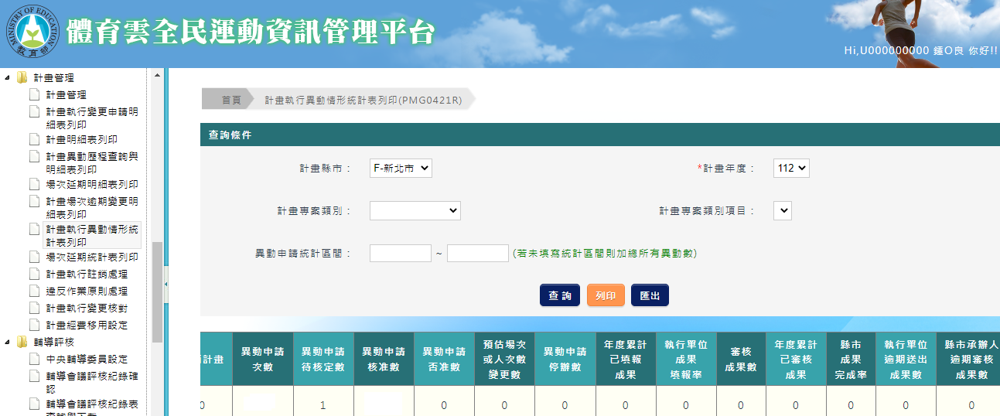 MINISTRY OF EDUCATION
教育部
體育雲全民運動資訊管理平台
Hi,U000000000 鍾O良 你好!!
計畫管理
計畫管理
計畫執行變更申請明
細表列印
計畫明細表列印
計畫異動歷程查詢與
明細表列印
場次延期明細表列印
計畫場次逾期變更明
細表列印
計畫執行異動情形統
計表列印
場次延期統計表列印
計畫執行註銷處理
違反作業原則處理
計畫執行變更核對
計畫經費移用設定
輔導評核
中央輔導委員設定
輔導會議評核紀錄確
認
輔導會議評核紀錄表
首頁 計畫執行異動情形統計表列印(PMG0421R)
查詢條件
計畫縣市： F-新北市 *計畫年度： 112
計畫專案類別： 計畫專案類別項目：
異動申請統計區間： ~ (若未填寫統計區間則加總所有異動數)
查詢 列印 匯出
計畫
異動申請
次數
異動申請
待核定數
異動申請
核准數
異動申請
否准數
預估場次
或人次數
變更數
異動申請
停辦數
年度累計
已填報
成果
執行單位
成果
填報率
審核
成果數
年度累計
已審核
成果
縣市
成果
完成率
執行單位
逾期送出
成果數
縣市承辦人
逾期審核
成果數
0 1 0 0 0 0 0 0 0 0 0 0